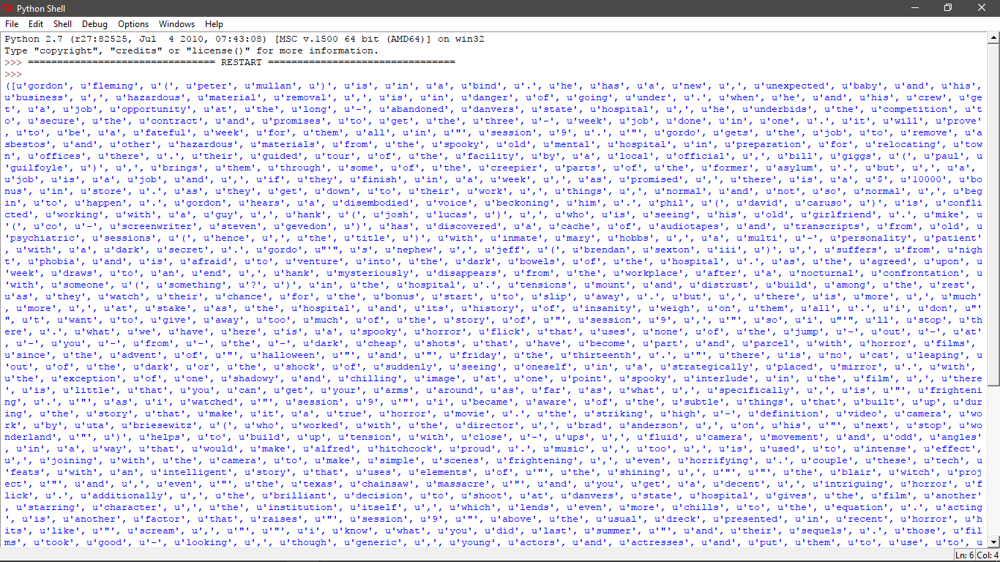 Python Shell
File Edit Shell Debug Options Windows Help
Python 2.7 (r27:82525, Jul  4 2010, 07:43:08) [MSC v.1500 64 bit (AMD64)] on win32
Type "copyright", "credits" or "license()" for more information.
>>> ================================ RESTART ================================
>>>
([u'gordon', u'fleming', u'(', u'peter', u'mullan', u')', u'is', u'in', u'a', u'bind', u'.', u'he', u'has', u'a', u'new', u',', u'unexpected', u'baby', u'and', u'his',
u'business', u',', u'hazardous', u'material', u'removal', u',', u'is', u'in', u'danger', u'of', u'going', u'under', u'.', u'when', u'he', u'and', u'his', u'crew', u'ge
t', u'a', u'job', u'opportunity', u'at', u'the', u'long', u'-', u'abandoned', u'danvers', u'state', u'hospital', u',', u'he', u'underbids', u'the', u'competition', u't
o', u'secure', u'the', u'contract', u'and', u'promises', u'to', u'get', u'the', u'three', u'-', u'week', u'job', u'done', u'in', u'one', u'.', u'it', u'will', u'prove'
, u'to', u'be', u'a', u'fateful', u'week', u'for', u'them', u'all', u'in', u'"', u'session', u'9', u'.', u'"', u'gordo', u'gets', u'the', u'job', u'to', u'remove', u'a
sbestos', u'and', u'other', u'hazardous', u'materials', u'from', u'the', u'spooky', u'old', u'mental', u'hospital', u'in', u'preparation', u'for', u'relocating', u'tow
n', u'offices', u'there', u'.', u'their', u'guided', u'tour', u'of', u'the', u'facility', u'by', u'a', u'local', u'official', u',', u'bill', u'giggs', u'(', u'paul', u
'guilfoyle', u')', u',', u'brings', u'them', u'through', u'some', u'of', u'the', u'creepier', u'parts', u'of', u'the', u'former', u'asylum', u'.', u'but', u',', u'a',
u'job', u'is', u'a', u'job', u'and', u',', u'if', u'they', u'finish', u'in', u'a', u'week', u',', u'as', u'promised', u',', u'there', u'is', u'a', u'$', u'10000', u'bo
nus', u'in', u'store', u'.', u'as', u'they', u'get', u'down', u'to', u'their', u'work', u',', u'things', u',', u'normal', u'and', u'not', u'so', u'normal', u',', u'beg
in', u'to', u'happen', u'.', u'gordon', u'hears', u'a', u'disembodied', u'voice', u'beckoning', u'him', u'.', u'phil', u'(', u'david', u'caruso', u')', u'is', u'confli
cted', u'working', u'with', u'a', u'guy', u',', u'hank', u'(', u'josh', u'lucas', u')', u',', u'who', u'is', u'seeing', u'his', u'old', u'girlfriend', u'.', u'mike', u
'(', u'co', u'-', u'screenwriter', u'steven', u'gevedon', u')', u'has', u'discovered', u'a', u'cache', u'of', u'audiotapes', u'and', u'transcripts', u'from', u'old', u
'psychiatric', u'sessions', u'(', u'hence', u',', u'the', u'title', u')', u'with', u'inmate', u'mary', u'hobbs', u',', u'a', u'multi', u'-', u'personality', u'patient'
, u'with', u'a', u'dark', u'secret', u'.', u'gordo', u"'", u's', u'nephew', u',', u'jeff', u'(', u'brendan', u'sexton', u'iii', u')', u',', u'suffers', u'from', u'nigh
t', u'phobia', u'and', u'is', u'afraid', u'to', u'venture', u'into', u'the', u'dark', u'bowels', u'of', u'the', u'hospital', u'.', u'as', u'the', u'agreed', u'upon', u
'week', u'draws', u'to', u'an', u'end', u',', u'hank', u'mysteriously', u'disappears', u'from', u'the', u'workplace', u'after', u'a', u'nocturnal', u'confrontation', u
'with', u'someone', u'(', u'something', u'?', u')', u'in', u'the', u'hospital', u'.', u'tensions', u'mount', u'and', u'distrust', u'build', u'among', u'the', u'rest',
u'as', u'they', u'watch', u'their', u'chance', u'for', u'the', u'bonus', u'start', u'to', u'slip', u'away', u'.', u'but', u',', u'there', u'is', u'more', u',', u'much'
, u'more', u',', u'at', u'stake', u'as', u'the', u'hospital', u'and', u'its', u'history', u'of', u'insanity', u'weigh', u'on', u'them', u'all', u'.', u'i', u'don', u"'
", u't', u'want', u'to', u'give', u'away', u'too', u'much', u'of', u'the', u'story', u'of', u'"', u'session', u'9', u',', u'"', u'so', u'i', u"'", u'll', u'stop', u'th
ere', u'.', u'what', u'we', u'have', u'here', u'is', u'a', u'spooky', u'horror', u'flick', u'that', u'uses', u'none', u'of', u'the', u'jump', u'-', u'out', u'-', u'at'
, u'-', u'you', u'-', u'from', u'-', u'the', u'-', u'dark', u'cheap', u'shots', u'that', u'have', u'become', u'part', u'and', u'parcel', u'with', u'horror', u'films',
u'since', u'the', u'advent', u'of', u'"', u'halloween', u'"', u'and', u'"', u'friday', u'the', u'thirteenth', u'.', u'"', u'there', u'is', u'no', u'cat', u'leaping', u
'out', u'of', u'the', u'dark', u'or', u'the', u'shock', u'of', u'suddenly', u'seeing', u'oneself', u'in', u'a', u'strategically', u'placed', u'mirror', u'.', u'with',
u'the', u'exception', u'of', u'one', u'shadowy', u'and', u'chilling', u'image', u'at', u'one', u'point', u'spooky', u'interlude', u'in', u'the', u'film', u',', u'there
', u'is', u'little', u'that', u'you', u'can', u'get', u'your', u'arms', u'around', u'as', u'far', u'as', u'what', u',', u'specifically', u',', u'is', u'"', u'frighteni
ng', u'.', u'"', u'as', u'i', u'watched', u'"', u'session', u'9', u'"', u'i', u'became', u'aware', u'of', u'the', u'subtle', u'things', u'that', u'built', u'up', u'dur
ing', u'the', u'story', u'that', u'make', u'it', u'a', u'true', u'horror', u'movie', u'.', u'the', u'striking', u'high', u'-', u'definition', u'video', u'camera', u'wo
rk', u'by', u'uta', u'briesewitz', u'(', u'who', u'worked', u'with', u'the', u'director', u',', u'brad', u'anderson', u',', u'on', u'his', u'"', u'next', u'stop', u'wo
nderland', u'"', u')', u'helps', u'to', u'build', u'up', u'tension', u'with', u'close', u'-', u'ups', u',', u'fluid', u'camera', u'movement', u'and', u'odd', u'angles'
, u'in', u'a', u'way', u'that', u'would', u'make', u'alfred', u'hitchcock', u'proud', u'.', u'music', u',', u'too', u',', u'is', u'used', u'to', u'intense', u'effect',
u',', u'joining', u'with', u'the', u'camera', u'to', u'make', u'simple', u'scenes', u'frightening', u',', u'even', u'horrifying', u'.', u'couple', u'these', u'tech', u
'feats', u'with', u'an', u'intelligent', u'story', u'that', u'uses', u'elements', u'of', u'"', u'the', u'shining', u',', u'"', u'"', u'the', u'blair', u'witch', u'proj
ect', u'"', u'and', u',', u'even', u'"', u'the', u'texas', u'chainsaw', u'massacre', u'"', u'and', u'you', u'get', u'a', u'decent', u',', u'intriguing', u'horror', u'f
lick', u'.', u'additionally', u',', u'the', u'brilliant', u'decision', u'to', u'shoot', u'at', u'danvers', u'state', u'hospital', u'gives', u'the', u'film', u'another'
, u'starring', u'character', u',', u'the', u'institution', u'itself', u',', u'which', u'lends', u'even', u'more', u'chills', u'to', u'the', u'equation', u'.', u'acting
', u'is', u'another', u'factor', u'that', u'raises', u'"', u'session', u'9', u'"', u'above', u'the', u'usual', u'dreck', u'presented', u'in', u'recent', u'horror', u'h
its', u'like', u'"', u'scream', u',', u'"', u'"', u'i', u'know', u'what', u'you', u'did', u'last', u'summer', u'"', u'and', u'their', u'sequels', u'.', u'those', u'fil
ms', u'took', u'good', u'-', u'looking', u',', u'though', u'generic', u',', u'young', u'actors', u'and', u'actresses', u'and', u'put', u'them', u'to', u'use', u'to', u
Ln: 6 Col: 4